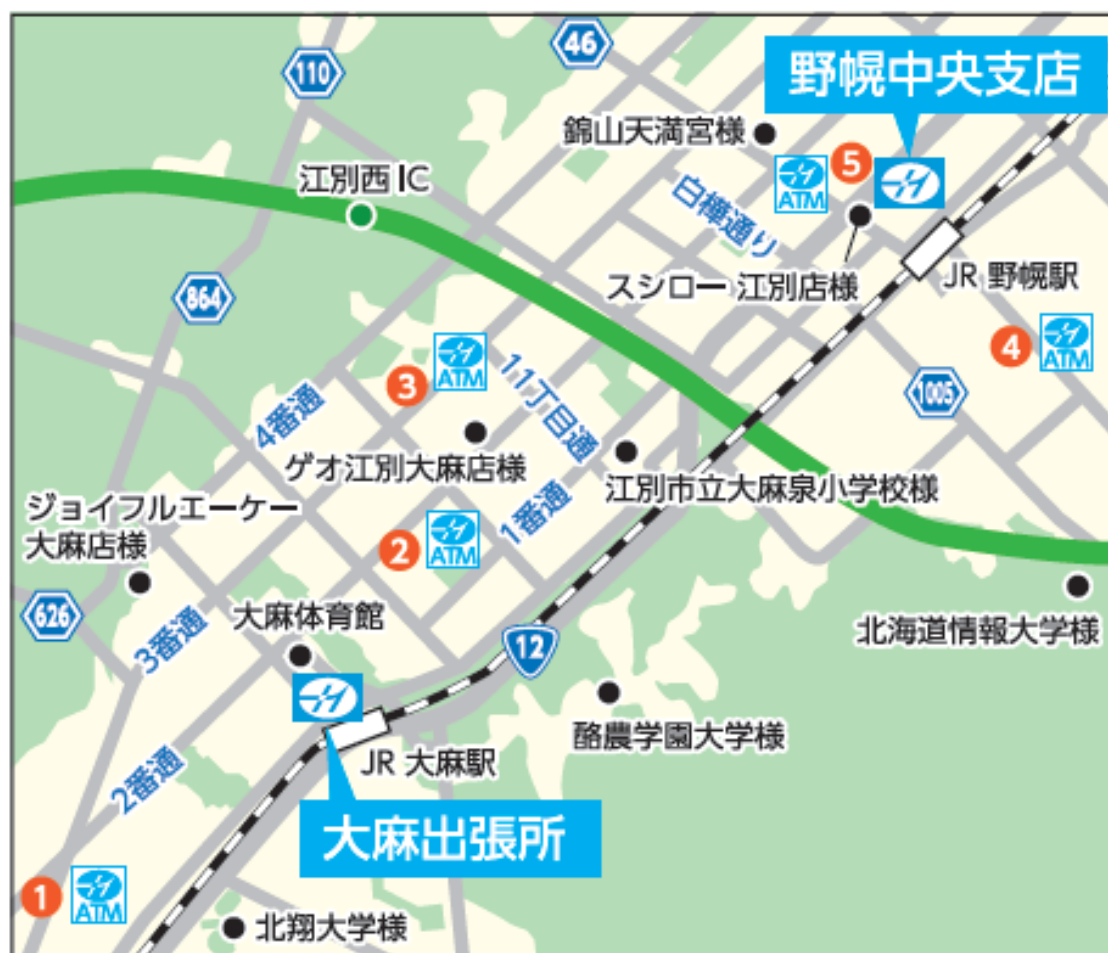 46
110
野幌中央支店
錦山天満宮様
5
ATM
江別西IC
白樺通り
スシロー 江別店様
JR 野幌駅
864
4
ATM
3
ATM
11丁目通
1005
4番通
ゲオ江別大麻店様
江別市立大麻泉小学校様
1番通
ジョイフルエーケー
大麻店様
2
ATM
626
大麻体育館
3番通
12
北海道情報大学様
酪農学園大学様
JR 大麻駅
2番通
大麻出張所
1
ATM
北翔大学様